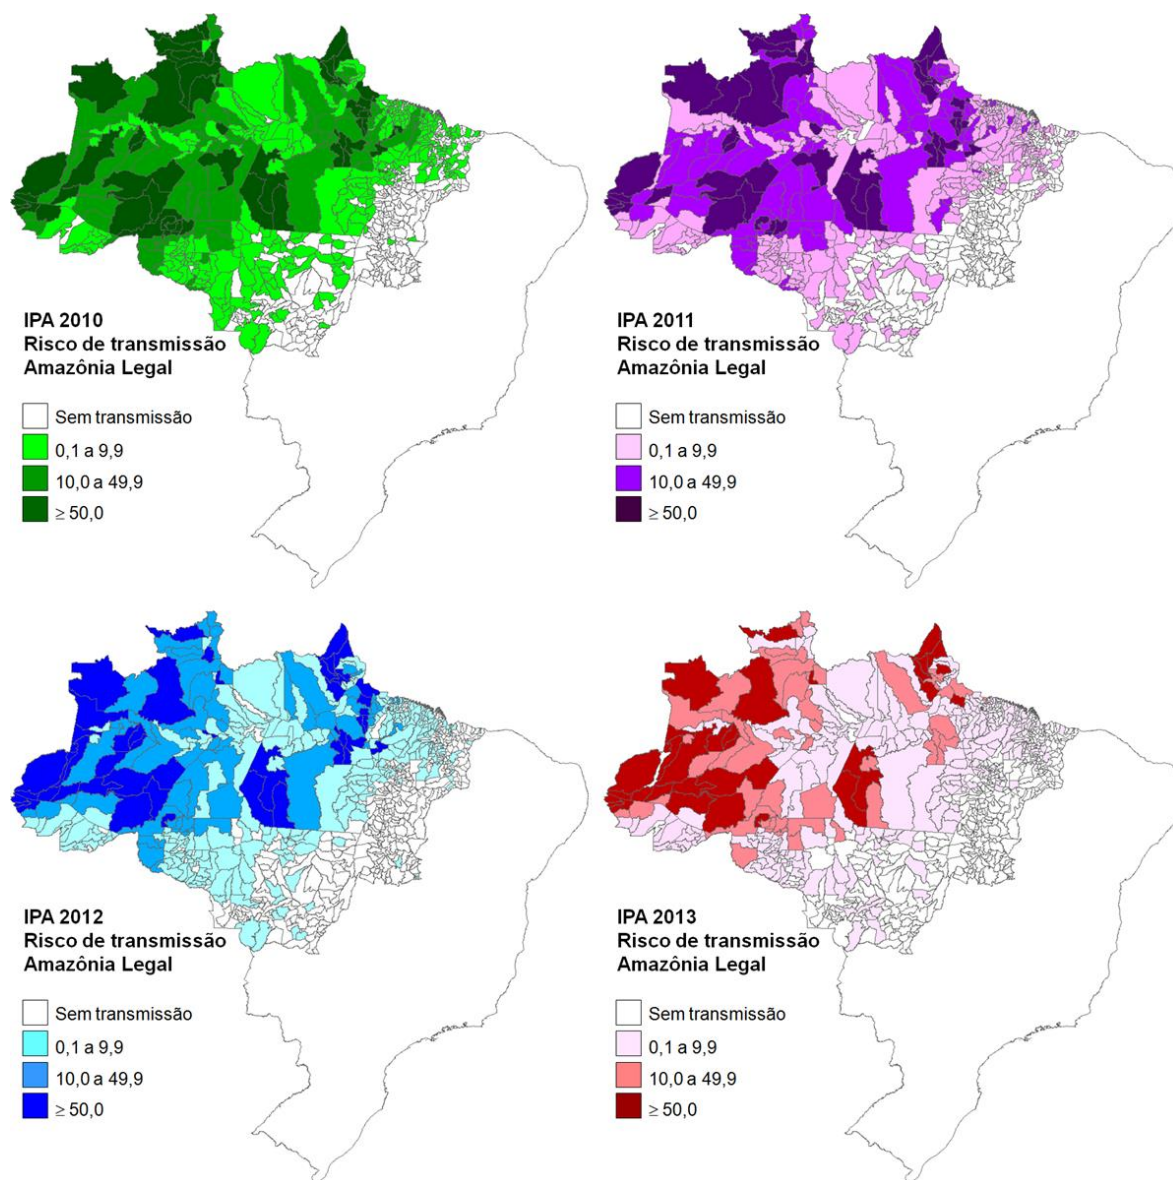 IPA 2010
Risco de transmissão
Amazônia Legal
Sem transmissão
0,1 a 9,9
10,0 a 49,9
≥ 50,0
IPA 2011
Risco de transmissão
Amazônia Legal
Sem transmissão
0,1 a 9,9
10,0 a 49,9
≥ 50,0
IPA 2012
Risco de transmissão
Amazônia Legal
Sem transmissão
0,1 a 9,9
10,0 a 49,9
≥ 50,0
IPA 2013
Risco de transmissão
Amazônia Legal
Sem transmissão
0,1 a 9,9
10,0 a 49,9
≥ 50,0